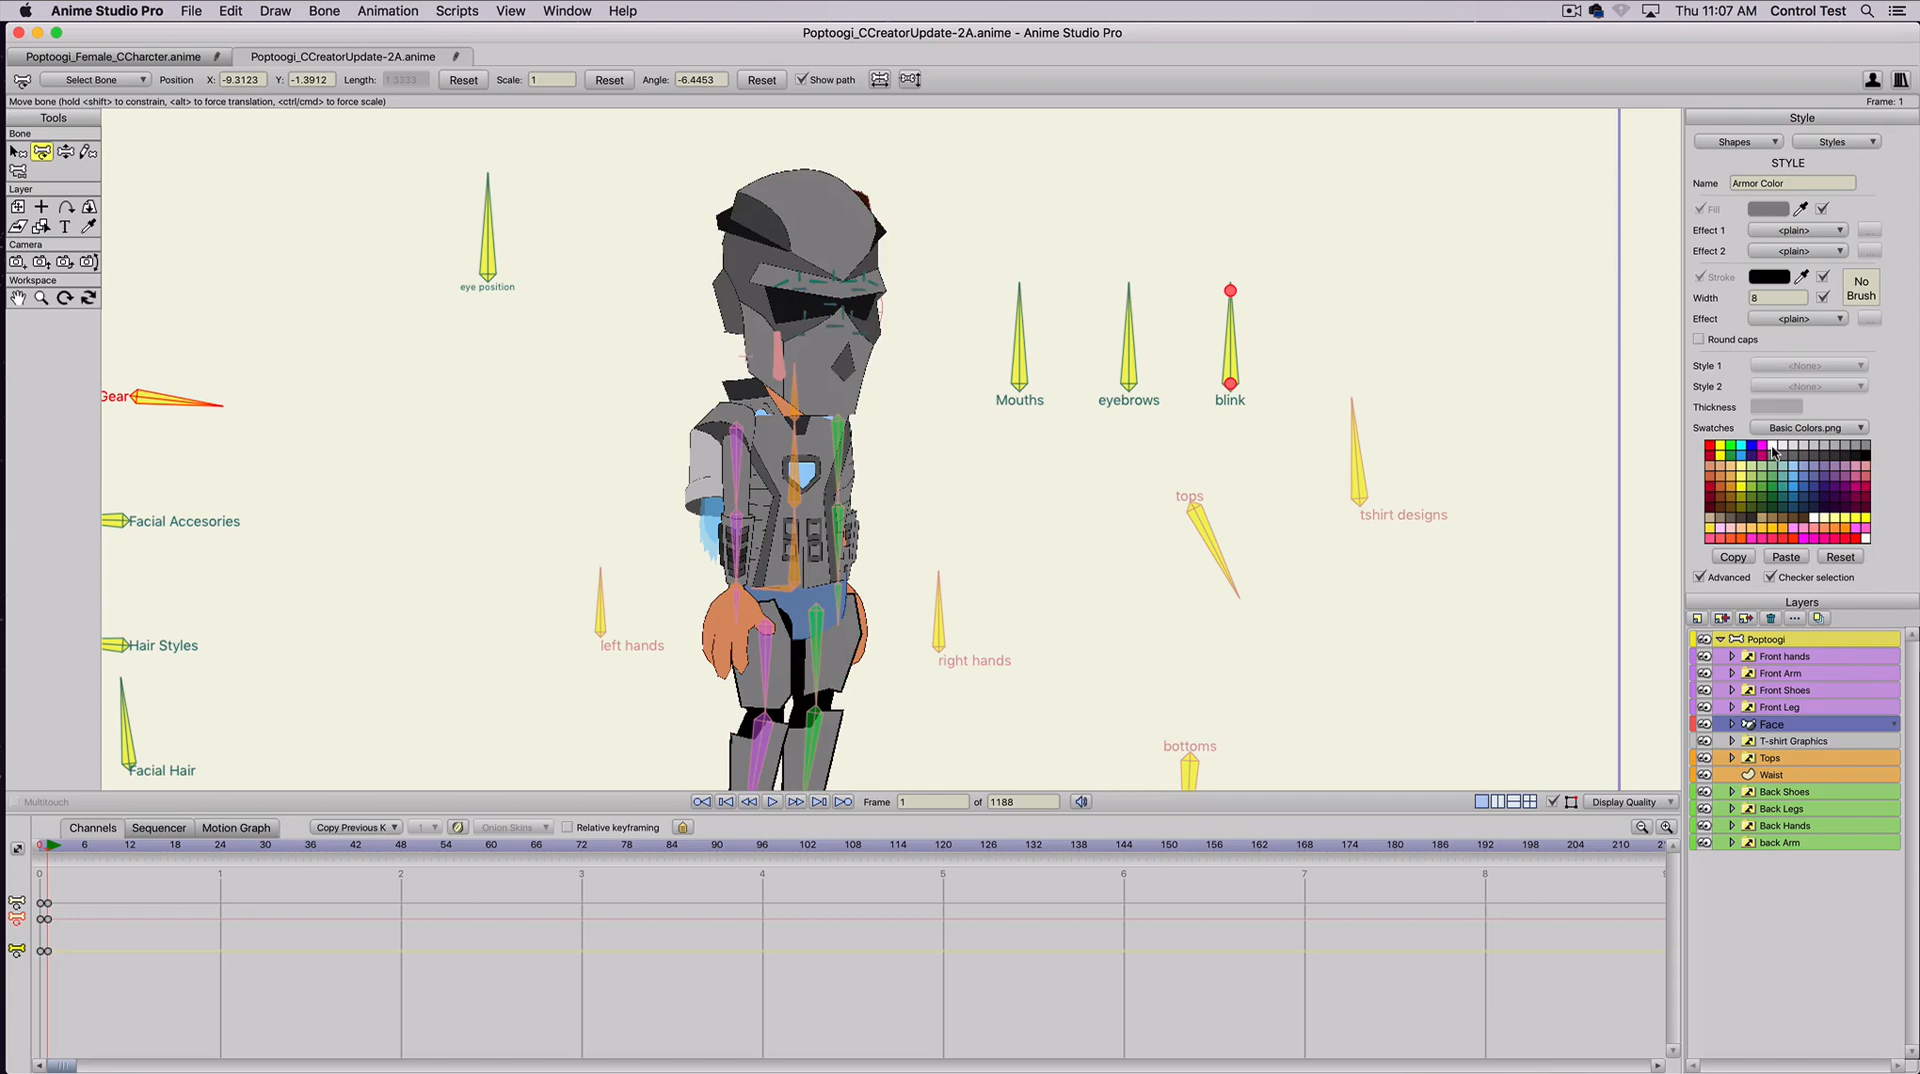 Anime Studio Pro File Edit Draw Bone Animation Scripts View Window Help Thu 11:07 AM Control Test
Poptoogi_CCreatorUpdate-2A.anime - Anime Studio Pro
Poptoogi_Female_CCharcter.anime Poptoogi_CCreatorUpdate-2A.anime
Select Bone Position X: -9.3123 Y: -1.3912 Length: 1.3333 Reset Scale: 1 Reset Angle: -6.4453 Reset Show path
Move bone (hold <shift> to constrain, <alt> to force translation, <ctrl/cmd> to force scale) Frame: 1
Tools
Bone
Layer
T
Camera
Workspace
eye position
Gear
Mouths eyebrows blink
tops
tshirt designs
Facial Accesories
left hands
right hands
Hair Styles
bottoms
Facial Hair
Style
Shapes Styles
STYLE
Name Armor Color
Fill
Effect 1 <plain> ...
Effect 2 <plain> ...
Stroke
No
Brush
Width 8
Effect <plain> ...
Round caps
Style 1 <None>
Style 2 <None>
Thickness
Swatches Basic Colors.png
Copy Paste Reset
Advanced Checker selection
Layers
Poptoogi
Front hands
Front Arm
Front Shoes
Front Leg
Face
T-shirt Graphics
Tops
Waist
Back Shoes
Back Legs
Back Hands
back Arm
Multitouch Frame 1 of 1188 Display Quality
Channels Sequencer Motion Graph Copy Previous K 1 Onion Skins Relative keyframing
0 6 12 18 24 30 36 42 48 54 60 66 72 78 84 90 96 102 108 114 120 126 132 138 144 150 156 162 168 174 180 186 192 198 204 210
0 1 2 3 4 5 6 7 8